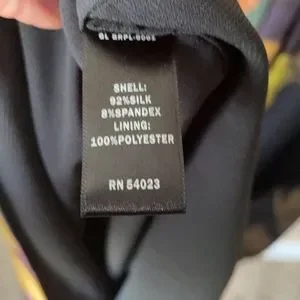 SHELL:
92%SILK
8%SPANDEX
LINING:
100%POLYESTER
RN 54023